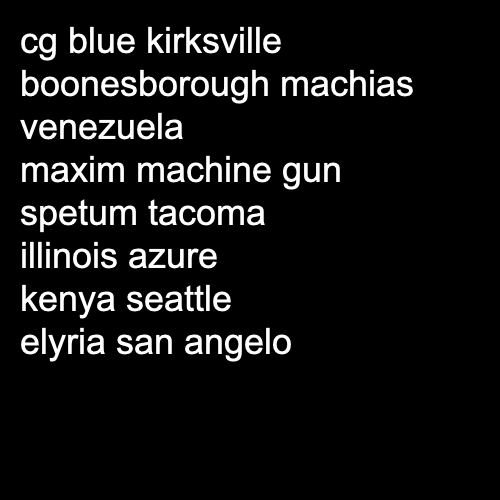 cg blue kirksville
boonesborough machias
venezuela
maxim machine gun
spetum tacoma
illinois azure
kenya seattle
elyria san angelo